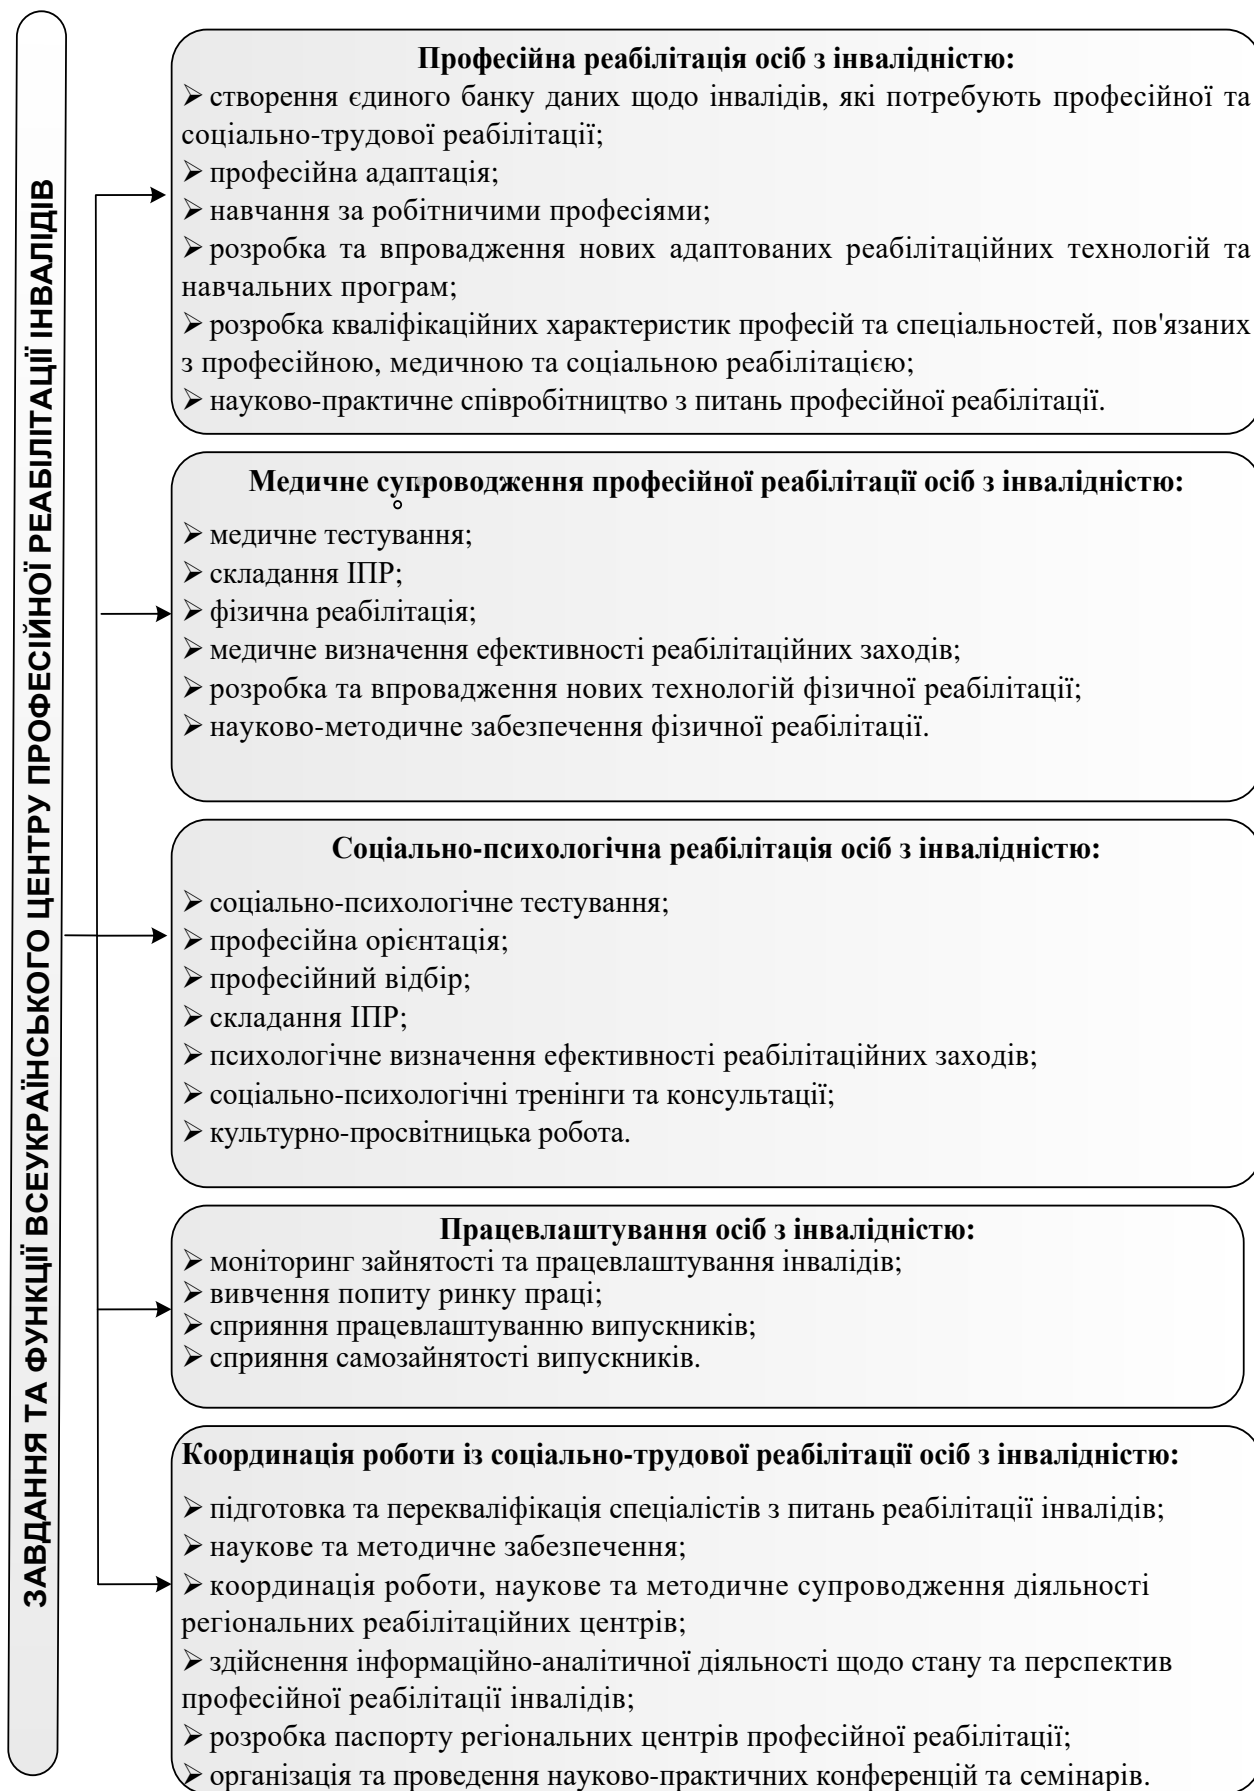 ЗАВДАННЯ ТА ФУНКЦІЇ ВСЕУКРАЇНСЬКОГО ЦЕНТРУ ПРОФЕСІЙНОЇ РЕАБІЛІТАЦІЇ ІНВАЛІДІВ
Професійна реабілітація осіб з інвалідністю:
➢ створення єдиного банку даних щодо інвалідів, які потребують професійної та
соціально-трудової реабілітації;
➢ професійна адаптація;
➢ навчання за робітничими професіями;
➢ розробка та впровадження нових адаптованих реабілітаційних технологій та
навчальних програм;
➢ розробка кваліфікаційних характеристик професій та спеціальностей, пов'язаних
з професійною, медичною та соціальною реабілітацією;
➢ науково-практичне співробітництво з питань професійної реабілітації.
Медичне супроводження професійної реабілітації осіб з інвалідністю:
➢ медичне тестування;
➢ складання ІПР;
➢ фізична реабілітація;
➢ медичне визначення ефективності реабілітаційних заходів;
➢ розробка та впровадження нових технологій фізичної реабілітації;
➢ науково-методичне забезпечення фізичної реабілітації.
Соціально-психологічна реабілітація осіб з інвалідністю:
➢ соціально-психологічне тестування;
➢ професійна орієнтація;
➢ професійний відбір;
➢ складання ІПР;
➢ психологічне визначення ефективності реабілітаційних заходів;
➢ соціально-психологічні тренінги та консультації;
➢ культурно-просвітницька робота.
Працевлаштування осіб з інвалідністю:
➢ моніторинг зайнятості та працевлаштування інвалідів;
➢ вивчення попиту ринку праці;
➢ сприяння працевлаштуванню випускників;
➢ сприяння самозайнятості випускників.
Координація роботи із соціально-трудової реабілітації осіб з інвалідністю:
➢ підготовка та перекваліфікація спеціалістів з питань реабілітації інвалідів;
➢ наукове та методичне забезпечення;
➢ координація роботи, наукове та методичне супроводження діяльності
регіональних реабілітаційних центрів;
➢ здійснення інформаційно-аналітичної діяльності щодо стану та перспектив
професійної реабілітації інвалідів;
➢ розробка паспорту регіональних центрів професійної реабілітації;
➢ організація та проведення науково-практичних конференцій та семінарів.